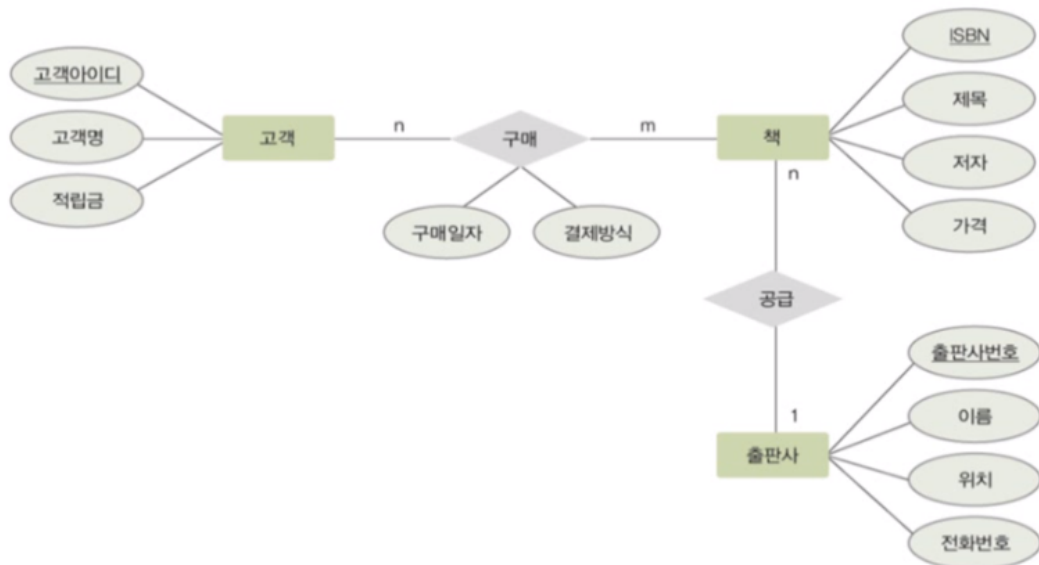 고객아이디
고객명
적립금
고객
n
구매
m
책
구매일자
결제방식
ISBN
제목
저자
가격
n
공급
1
출판사
출판사번호
이름
위치
전화번호